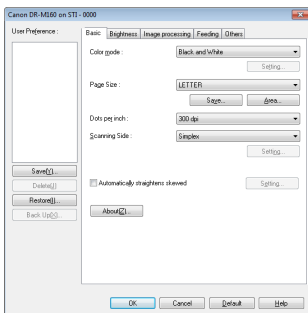 Canon DR-M160 on STI - 0000
User Preference :
Basic Brightness Image processing Feeding Others
Color mode : Black and White
Setting...
Page Size : LETTER
Save... Area...
Dots per inch : 300 dpi
Scanning Side : Simplex
Setting...
Save[Y]...
Delete[J]
Automatically straightens skewed Setting...
Restore[I]...
Back Up[X]...
About[Z]...
OK Cancel Default Help